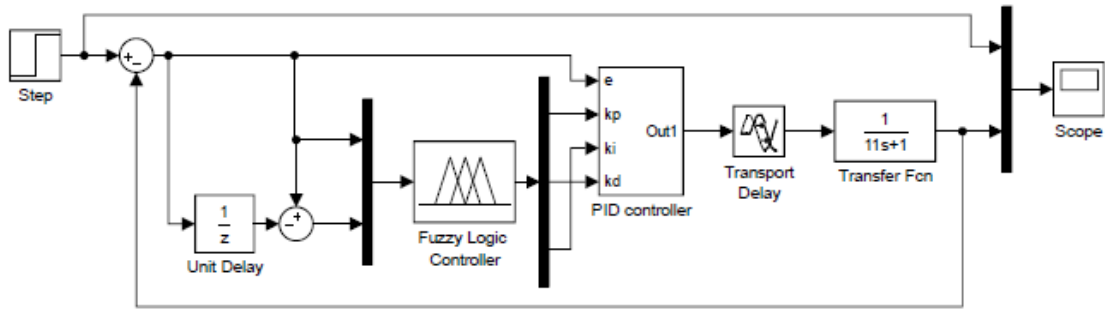 Step
+
-
e
kp
ki
kd
Out1
PID controller
Transport
Delay
1
11s+1
Transfer Fcn
Scope
1
z
Unit Delay
-
+
Fuzzy Logic
Controller